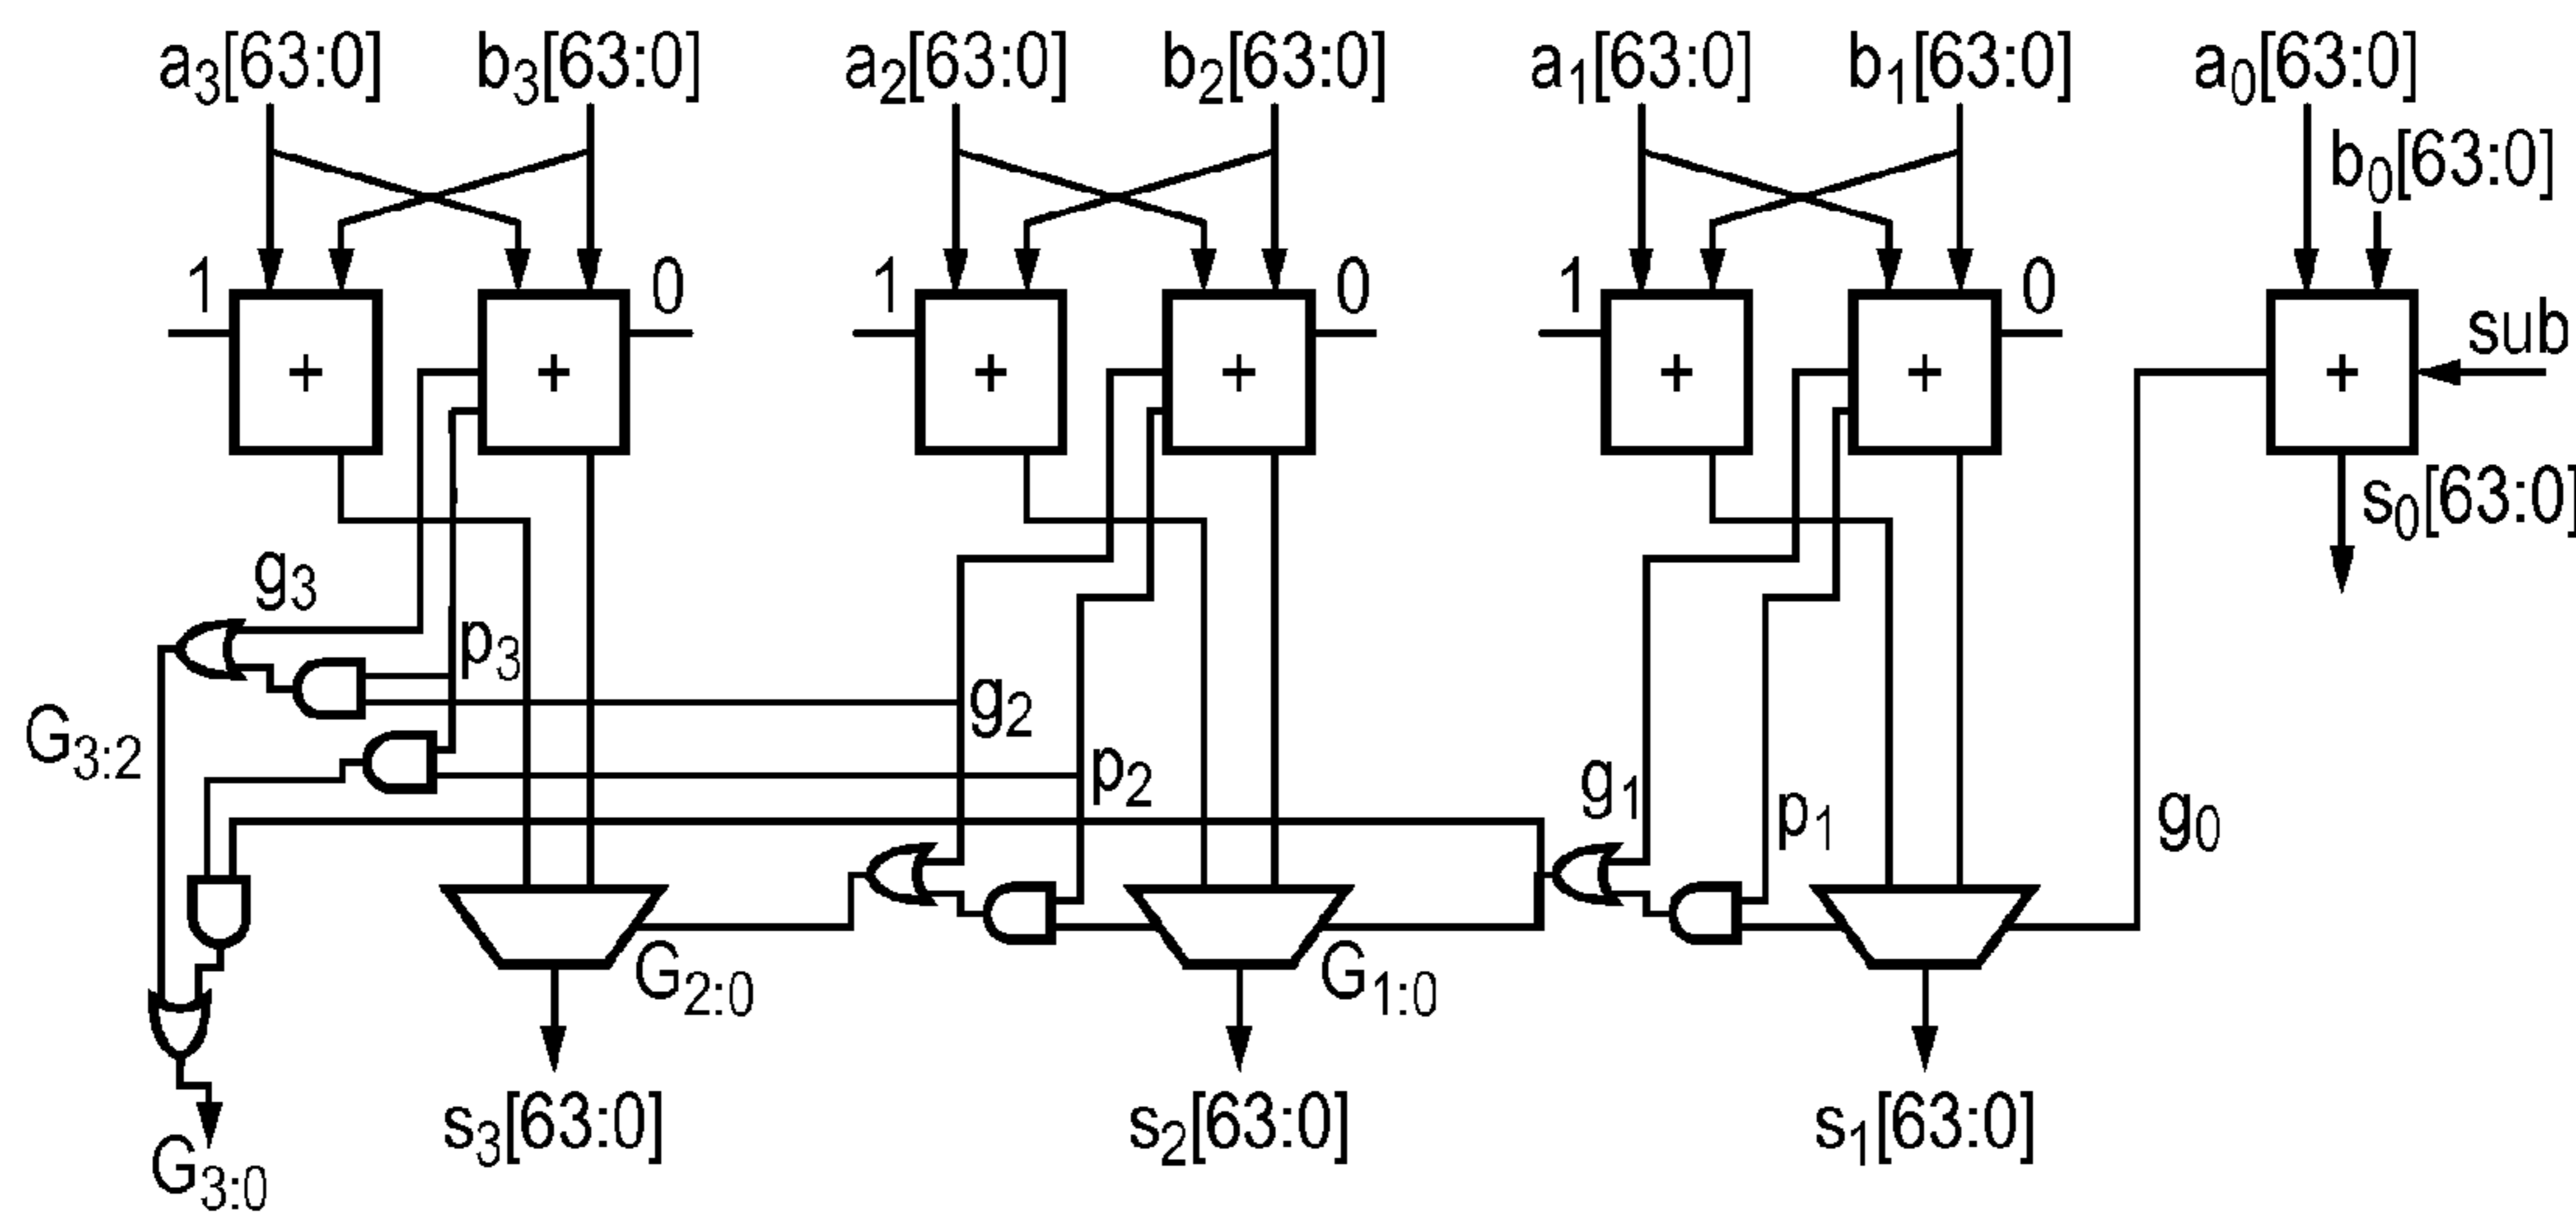 a₃[63:0] b₃[63:0] a₂[63:0] b₂[63:0] a₁[63:0] b₁[63:0] a₀[63:0]
b₀[63:0]
1 0 1 0 1 0
sub
+ + + + + + +
s₀[63:0]
g₃
p₃
g₂
G₃:₂
p₂
g₁
p₁
g₀
G₂:₀ G₁:₀
s₃[63:0] s₂[63:0] s₁[63:0]
G₃:₀